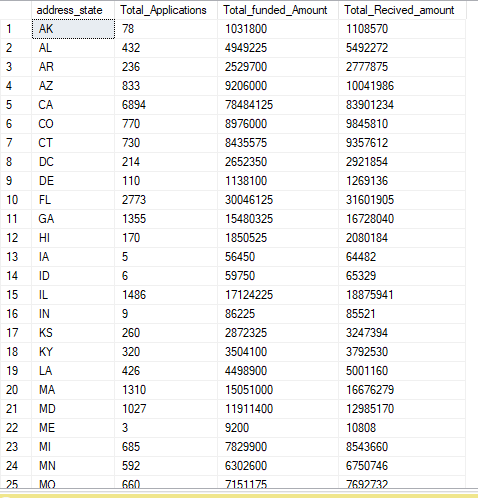 address_state Total_Applications Total_funded_Amount Total_Recived_amount
1 AK 78 1031800 1108570
2 AL 432 4949225 5492272
3 AR 236 2529700 2777875
4 AZ 833 9206000 10041986
5 CA 6894 78484125 83901234
6 CO 770 8976000 9845810
7 CT 730 8435575 9357612
8 DC 214 2652350 2921854
9 DE 110 1138100 1269136
10 FL 2773 30046125 31601905
11 GA 1355 15480325 16728040
12 HI 170 1850525 2080184
13 IA 5 56450 64482
14 ID 6 59750 65329
15 IL 1486 17124225 18875941
16 IN 9 86225 85521
17 KS 260 2872325 3247394
18 KY 320 3504100 3792530
19 LA 426 4498900 5001160
20 MA 1310 15051000 16676279
21 MD 1027 11911400 12985170
22 ME 3 9200 10808
23 MI 685 7829900 8543660
24 MN 592 6302600 6750746
25 MO 660 7151175 7692732